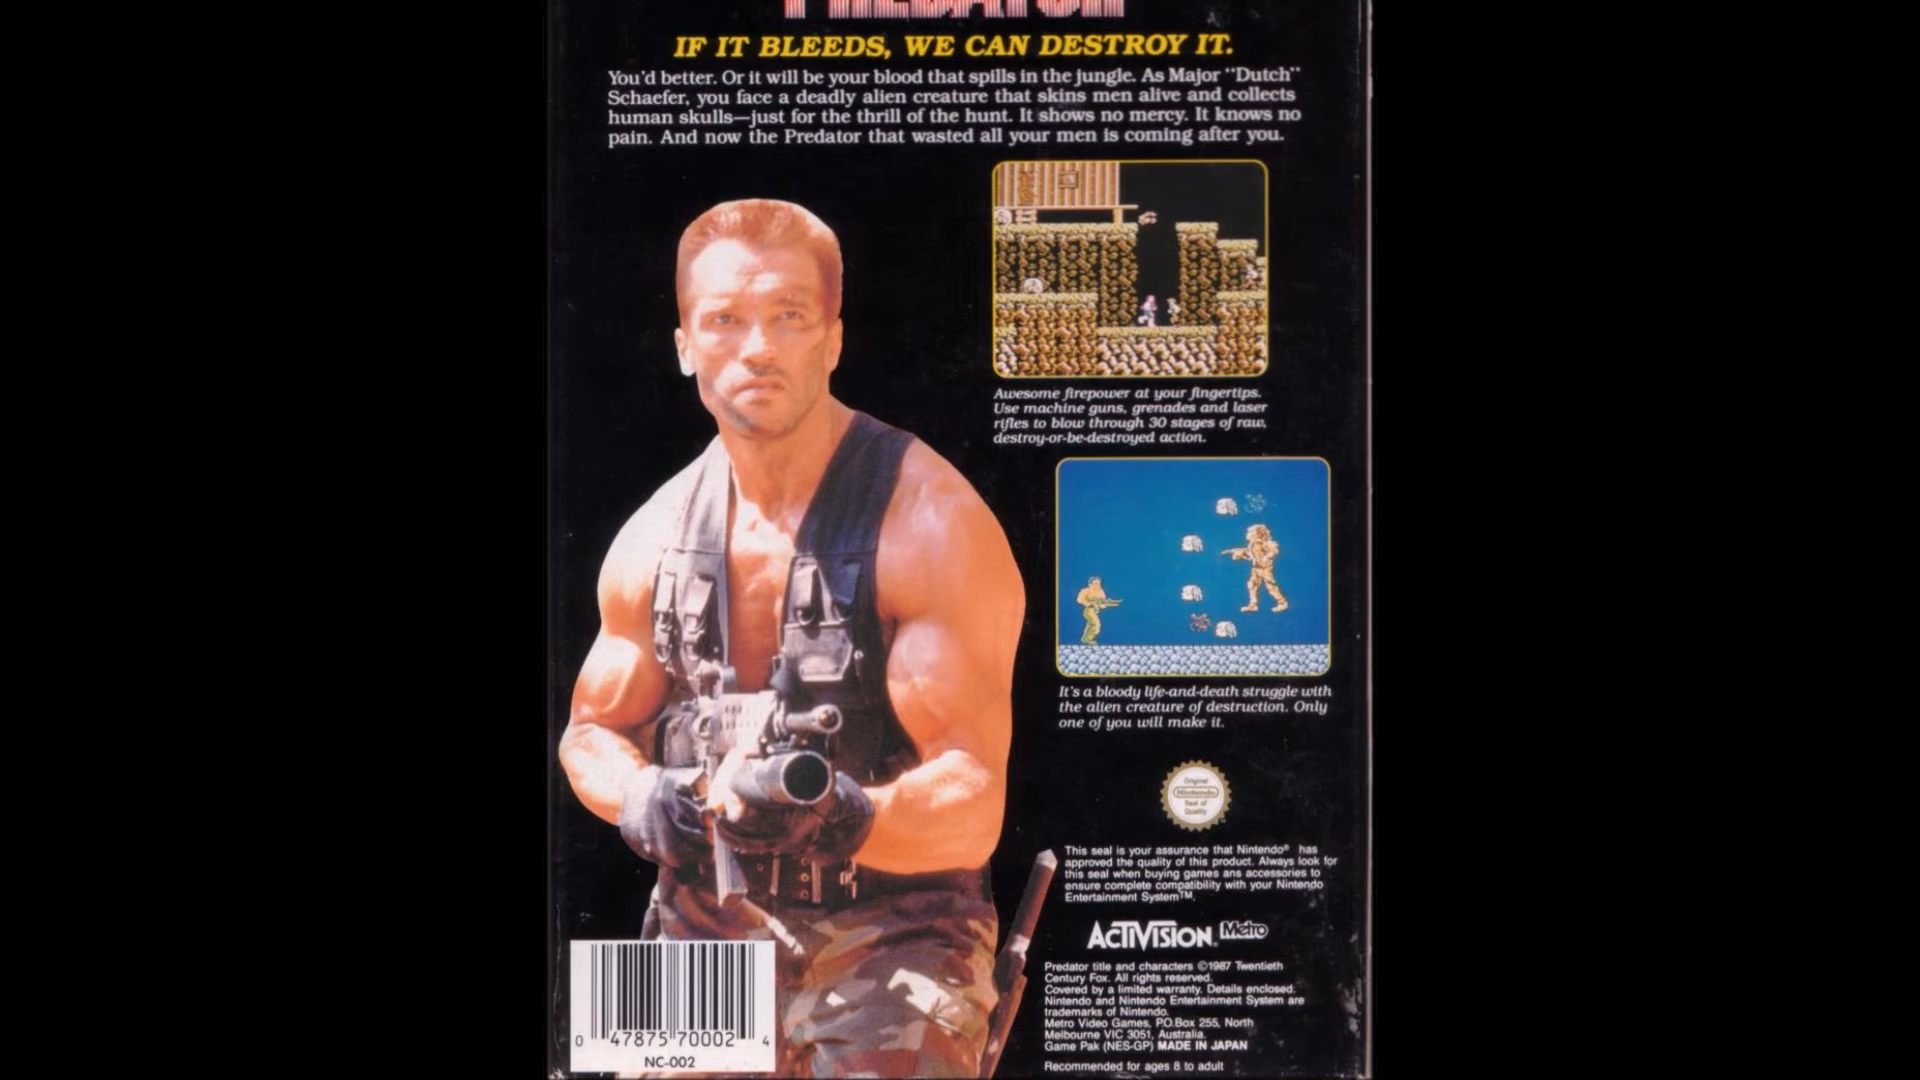 PREDATOR
IF IT BLEEDS, WE CAN DESTROY IT.
You'd better. Or it will be your blood that spills in the jungle. As Major "Dutch"
Schaefer, you face a deadly alien creature that skins men alive and collects
human skulls—just for the thrill of the hunt. It shows no mercy. It knows no
pain. And now the Predator that wasted all your men is coming after you.
Awesome firepower at your fingertips.
Use machine guns, grenades and laser
rifles to blow through 30 stages of raw,
destroy-or-be-destroyed action.
It's a bloody life-and-death struggle with
the alien creature of destruction. Only
one of you will make it.
Original
Nintendo
Seal of
Quality
This seal is your assurance that Nintendo® has
approved the quality of this product. Always look for
this seal when buying games ans accessories to
ensure complete compatibility with your Nintendo
Entertainment System™.
ACTIVISION® Metro
Predator title and characters ©1987 Twentieth
Century Fox. All rights reserved.
Covered by a limited warranty. Details enclosed.
Nintendo and Nintendo Entertainment System are
trademarks of Nintendo.
Metro Video Games, P.O.Box 255, North
Melbourne VIC 3051, Australia.
Game Pak (NES-GP) MADE IN JAPAN
Recommended for ages 8 to adult
0 47875 70002 4
NC-002